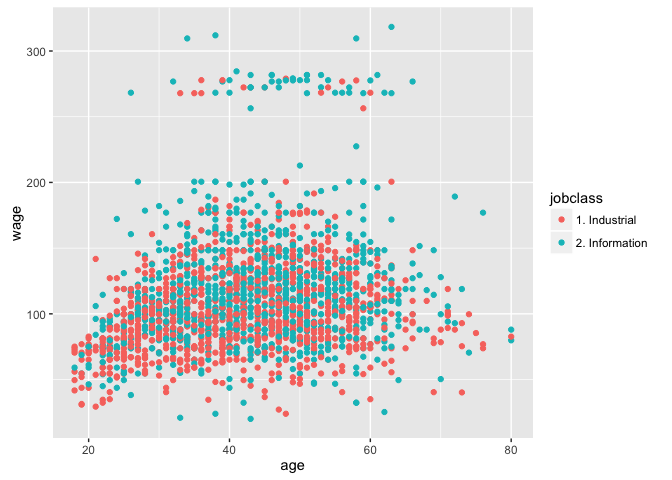 300
200
100
wage
20 40 60 80
age
jobclass
1. Industrial
2. Information